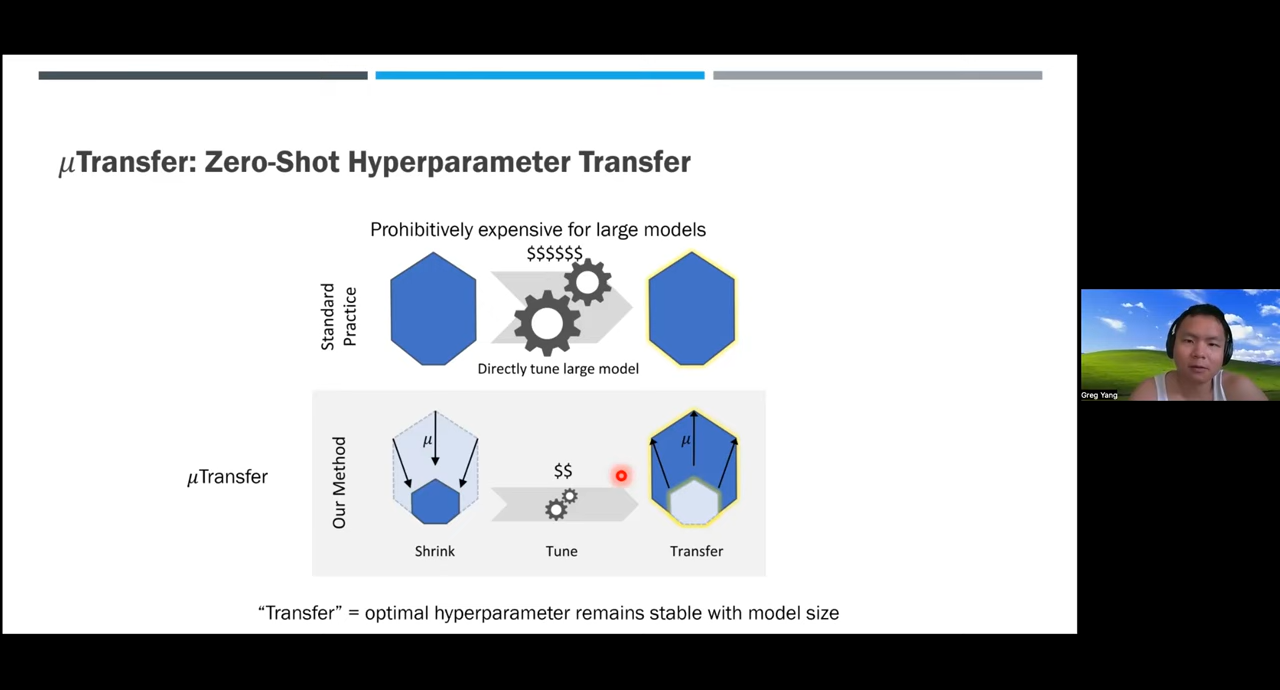 μTransfer: Zero-Shot Hyperparameter Transfer
Prohibitively expensive for large models
$$$$$$
Standard
Practice
Directly tune large model
μTransfer
Our Method
μ
$$
μ
Shrink
Tune
Transfer
“Transfer” = optimal hyperparameter remains stable with model size
Greg Yang